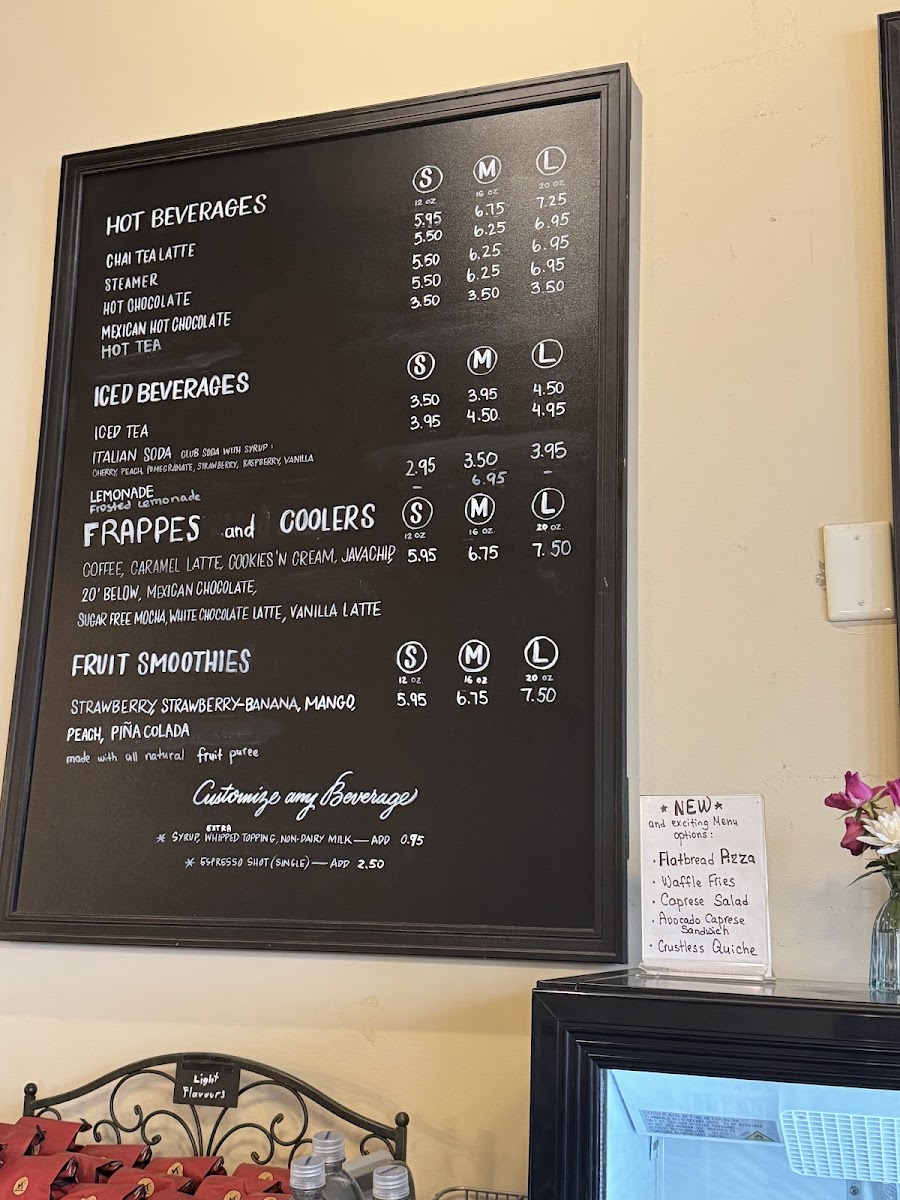 S M L
12 OZ 16 OZ 20 OZ.
HOT BEVERAGES
CHAI TEA LATTE 5.95 6.75 7.25
STEAMER 5.50 6.25 6.95
HOT CHOCOLATE 5.50 6.25 6.95
MEXICAN HOT CHOCOLATE 5.50 6.25 6.95
HOT TEA 3.50 3.50 3.50
ICED BEVERAGES S M L
ICED TEA 3.50 3.95 4.50
ITALIAN SODA CLUB SODA WITH SYRUP: 3.95 4.50 4.95
CHERRY, PEACH, POMEGRANATE, STRAWBERRY, RASPBERRY, VANILLA
LEMONADE 2.95 3.50 3.95
Frosted Lemonade - 6.95 -
FRAPPES and COOLERS S M L
12 OZ 16 OZ. 20 OZ.
COFFEE, CARAMEL LATTE, COOKIES'N CREAM, JAVACHIP, 5.95 6.75 7.50
20' BELOW, MEXICAN CHOCOLATE,
SUGAR FREE MOCHA, WHITE CHOCOLATE LATTE, VANILLA LATTE
FRUIT SMOOTHIES S M L
12 OZ. 16 OZ 20 OZ
STRAWBERRY, STRAWBERRY-BANANA, MANGO, 5.95 6.75 7.50
PEACH, PIÑA COLADA
made with all natural fruit puree
Customize any Beverage
EXTRA
* SYRUP, WHIPPED TOPPING, NON-DAIRY MILK — ADD 0.95
* ESPRESSO SHOT (SINGLE) — ADD 2.50
* NEW *
and exciting Menu
options:
• Flatbread Pizza
• Waffle Fries
• Caprese Salad
• Avocado Caprese
Sandwich
• Crustless Quiche
Light
Flavours